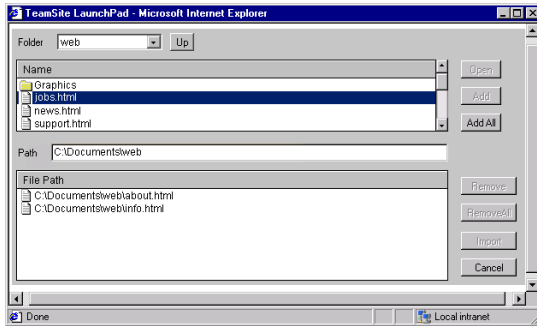 TeamSite LaunchPad - Microsoft Internet Explorer
Folder web Up
Name
Graphics
jobs.html
news.html
support.html
Open
Add
Add All
Path C:\Documents\web
File Path
C:\Documents\web\about.html
C:\Documents\web\info.html
Remove
RemoveAll
Import
Cancel
Done
Local intranet